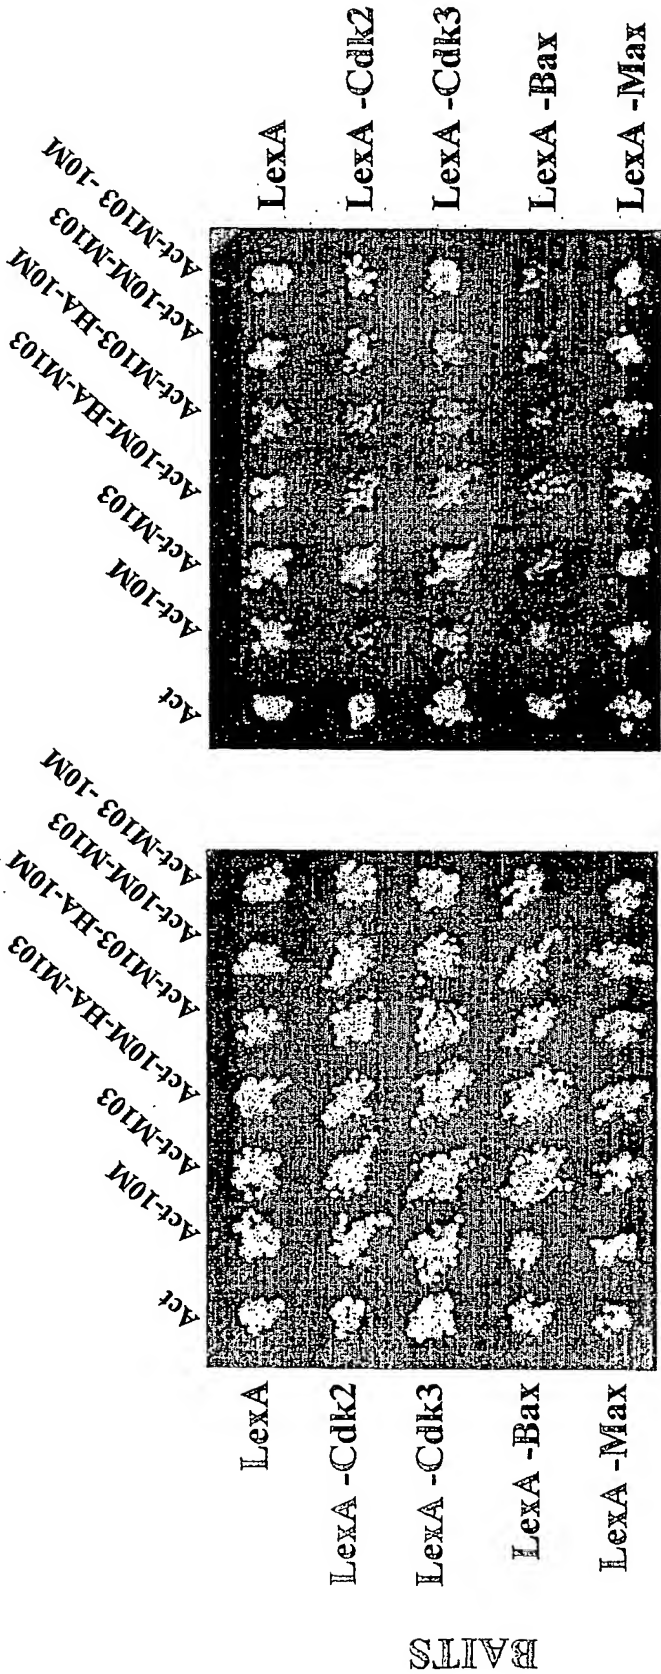 Act
Act-10M
Act-M103
Act-10M-HA-M103
Act-M103-HA-10M
Act-10M-M103
Act-M103 -10M
Act
Act-10M
Act-M103
Act-10M-HA-M103
Act-M103-HA-10M
Act-10M-M103
Act-M103 -10M
LexA
LexA -Cdk2
LexA -Cdk3
LexA -Bax
LexA -Max
LexA
LexA -Cdk2
LexA -Cdk3
LexA -Bax
LexA -Max
BAITS